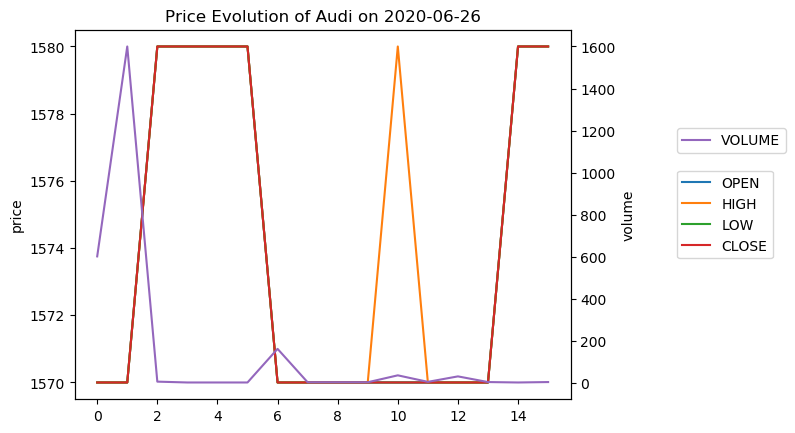 Price Evolution of Audi on 2020-06-26
1580
1578
1576
1574
1572
1570
price
0
2
4
6
8
10
12
14
1600
1400
1200
1000
800
600
400
200
0
volume
VOLUME
OPEN
HIGH
LOW
CLOSE